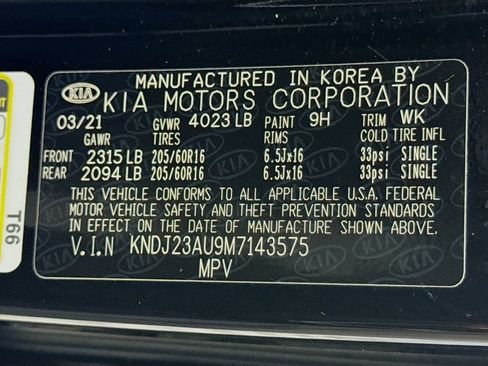 MANUFACTURED IN KOREA BY
KIA KIA MOTORS CORPORATION
03/21 GVWR 4023 LB PAINT 9H TRIM WK
GAWR TIRES RIMS COLD TIRE INFL
FRONT 2315 LB 205/60R16 6.5Jx16 33psi SINGLE
REAR 2094 LB 205/60R16 6.5Jx16 33psi SINGLE
THIS VEHICLE CONFORMS TO ALL APPLICABLE U.S.A. FEDERAL
MOTOR VEHICLE SAFETY AND THEFT PREVENTION STANDARDS
IN EFFECT ON THE DATE OF MANUFACTURE SHOWN ABOVE.
V.I.N KNDJ23AU9M7143575
MPV